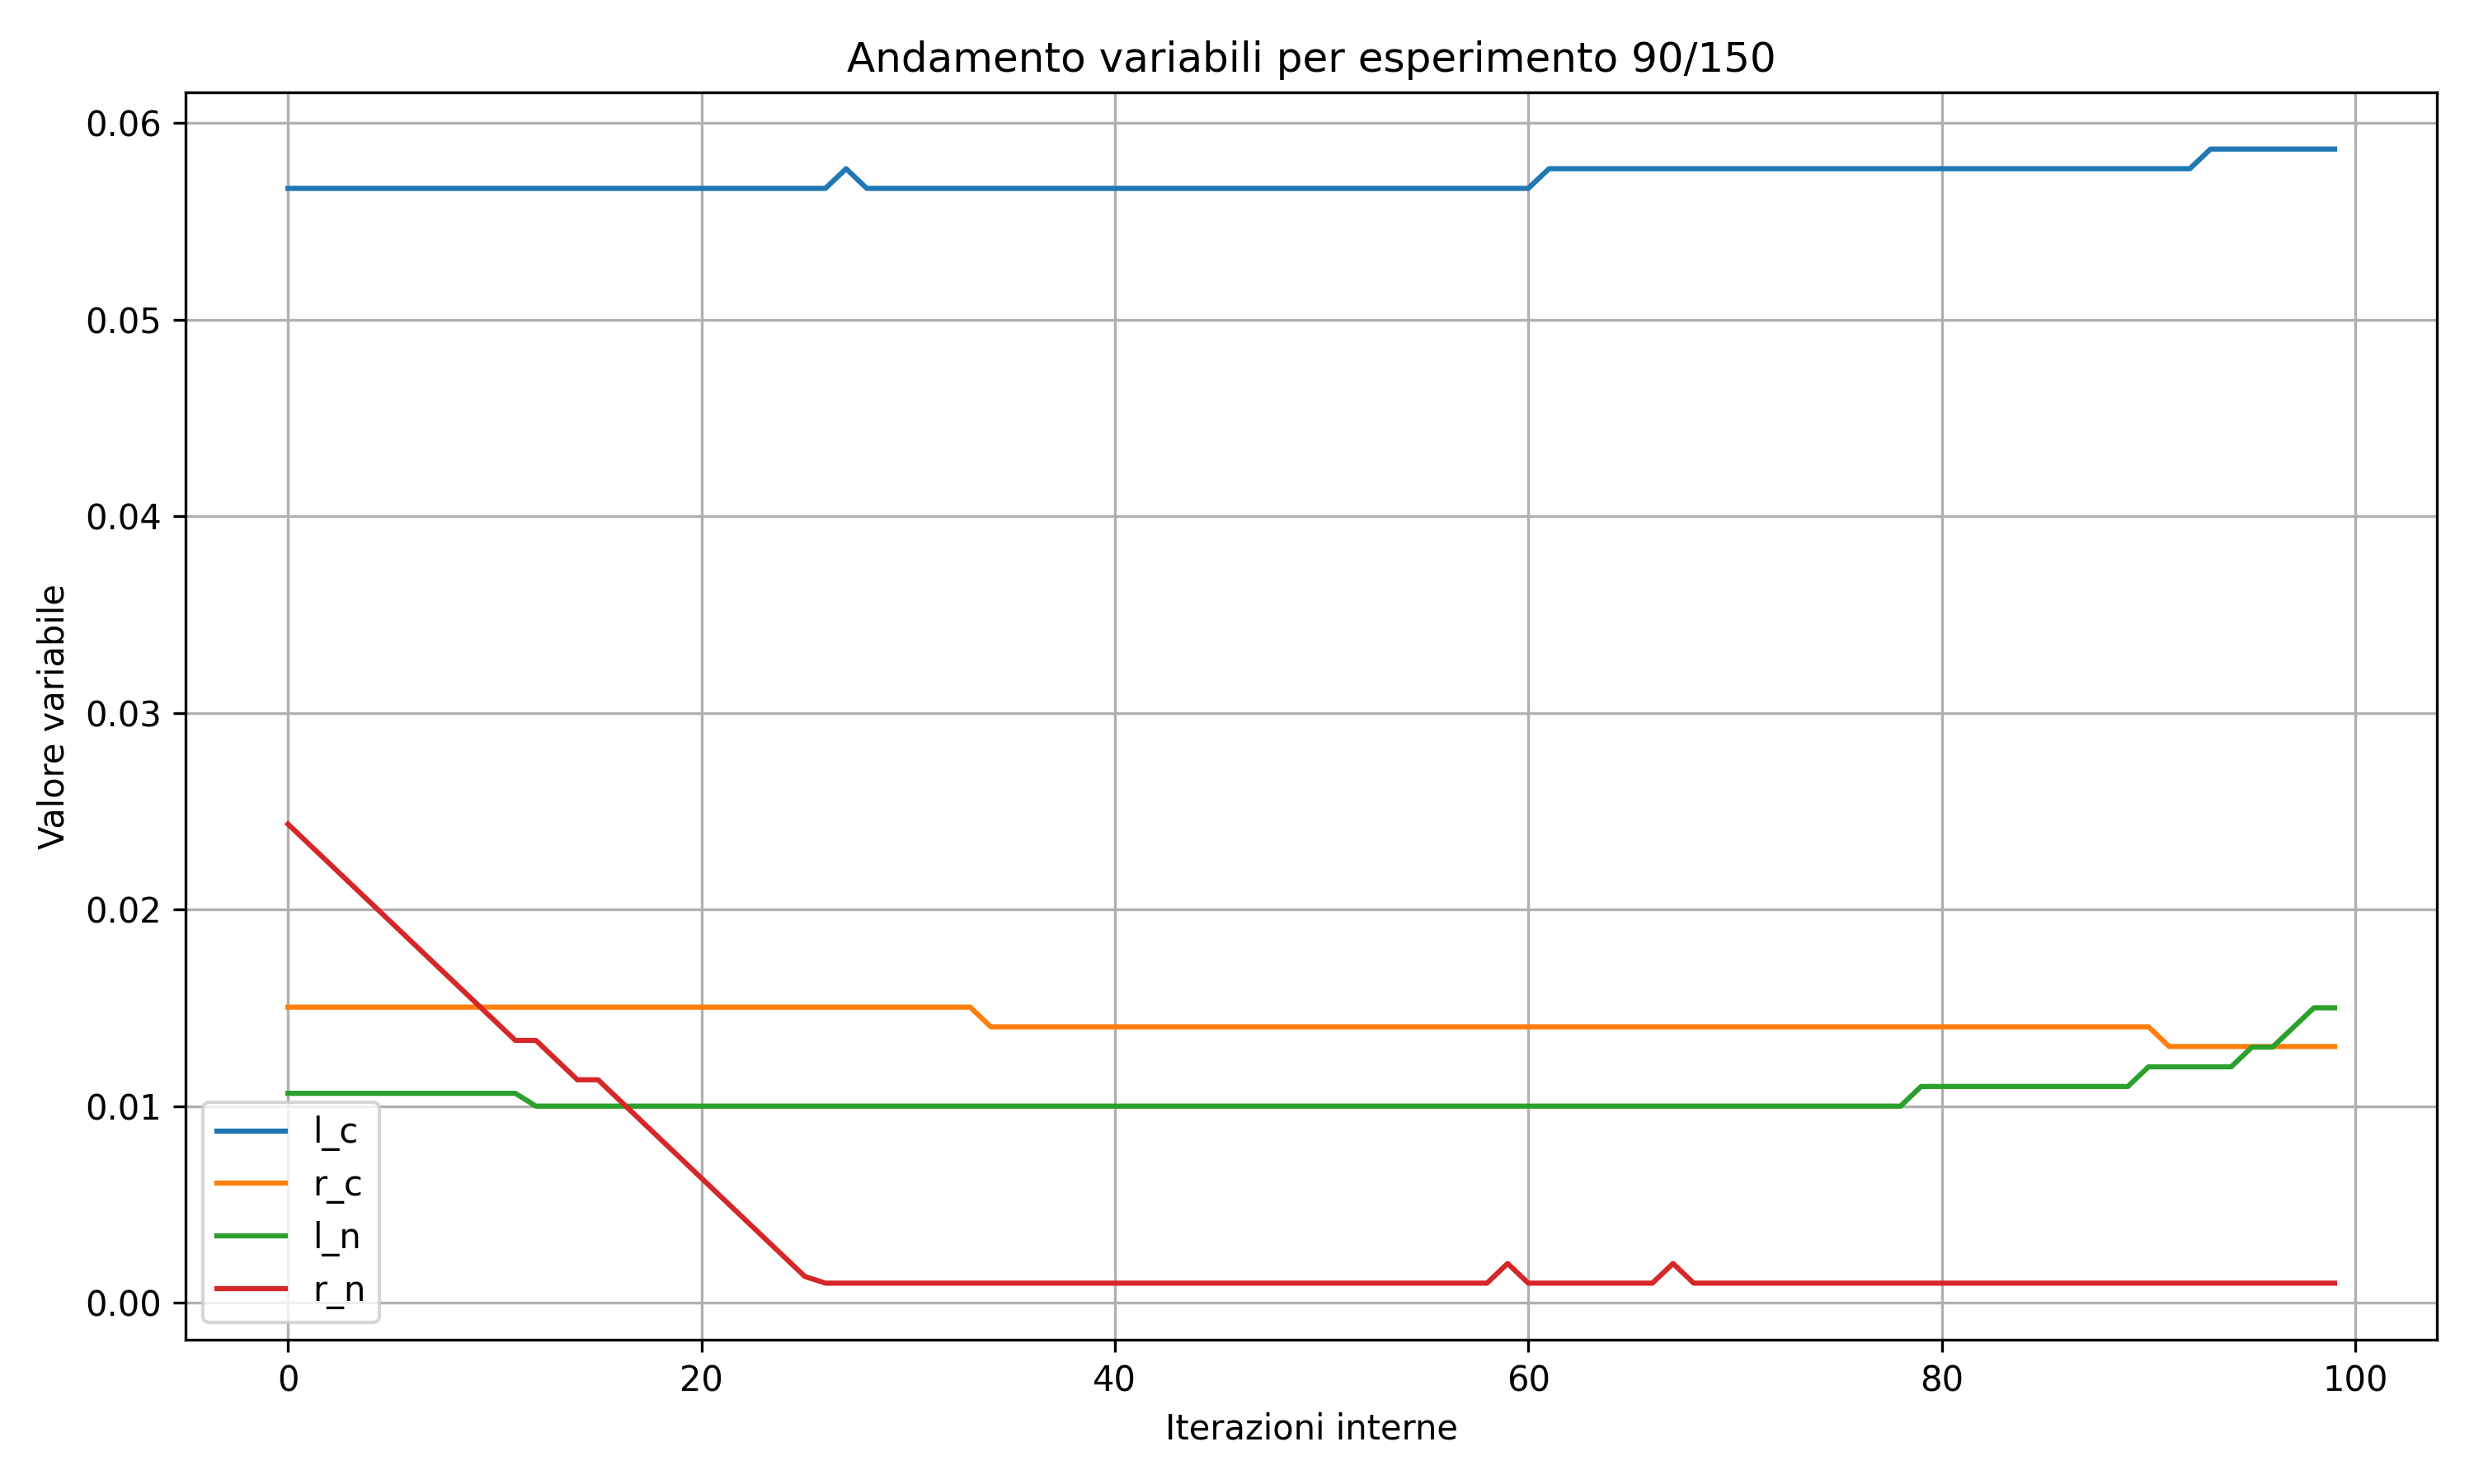 Andamento variabili per esperimento 90/150
0.06
0.05
0.04
0.03
0.02
0.01
0.00
Valore variabile
l_c
r_c
l_n
r_n
0 20 40 60 80 100
Iterazioni interne